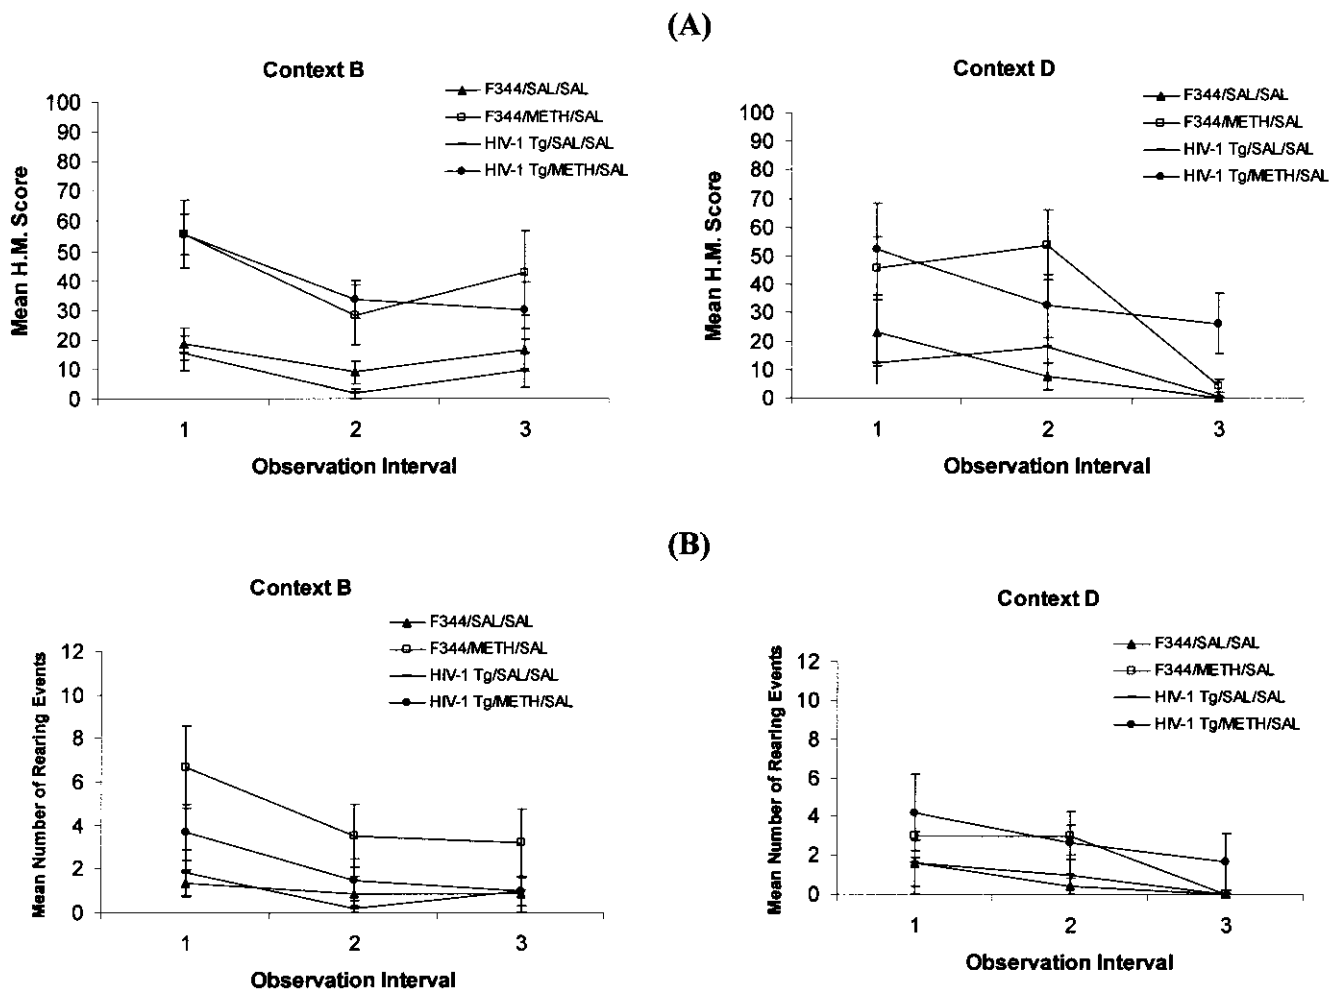 (A)
Context B
F344/SAL/SAL
F344/METH/SAL
HIV-1 Tg/SAL/SAL
HIV-1 Tg/METH/SAL
Mean H.M. Score
100
90
80
70
60
50
40
30
20
10
0
1 2 3
Observation Interval
Context D
F344/SAL/SAL
F344/METH/SAL
HIV-1 Tg/SAL/SAL
HIV-1 Tg/METH/SAL
Mean H.M. Score
100
90
80
70
60
50
40
30
20
10
0
1 2 3
Observation Interval
(B)
Context B
F344/SAL/SAL
F344/METH/SAL
HIV-1 Tg/SAL/SAL
HIV-1 Tg/METH/SAL
Mean Number of Rearing Events
12
10
8
6
4
2
0
1 2 3
Observation Interval
Context D
F344/SAL/SAL
F344/METH/SAL
HIV-1 Tg/SAL/SAL
HIV-1 Tg/METH/SAL
Mean Number of Rearing Events
12
10
8
6
4
2
0
1 2 3
Observation Interval